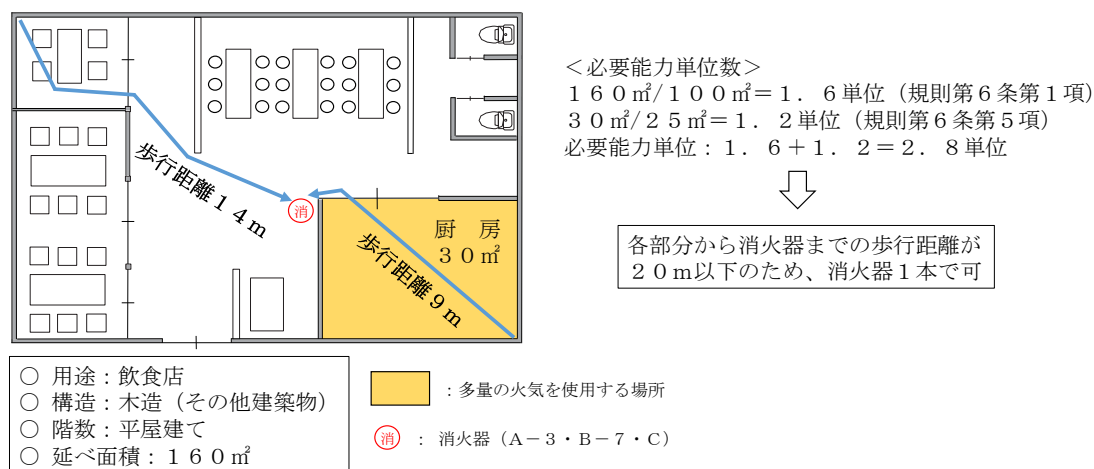 ＜必要能力単位数＞
１６０㎡/１００㎡＝１．６単位（規則第６条第１項）
３０㎡/２５㎡＝１．２単位（規則第６条第５項）
必要能力単位：１．６＋１．２＝２．８単位
各部分から消火器までの歩行距離が
２０ｍ以下のため、消火器１本で可
歩行距離１４ｍ
消
厨　房
３０㎡
歩行距離９ｍ
○　用途：飲食店
○　構造：木造（その他建築物）
○　階数：平屋建て
○　延べ面積：１６０㎡
：多量の火気を使用する場所
消　：　消火器（Ａ－３・Ｂ－７・Ｃ）